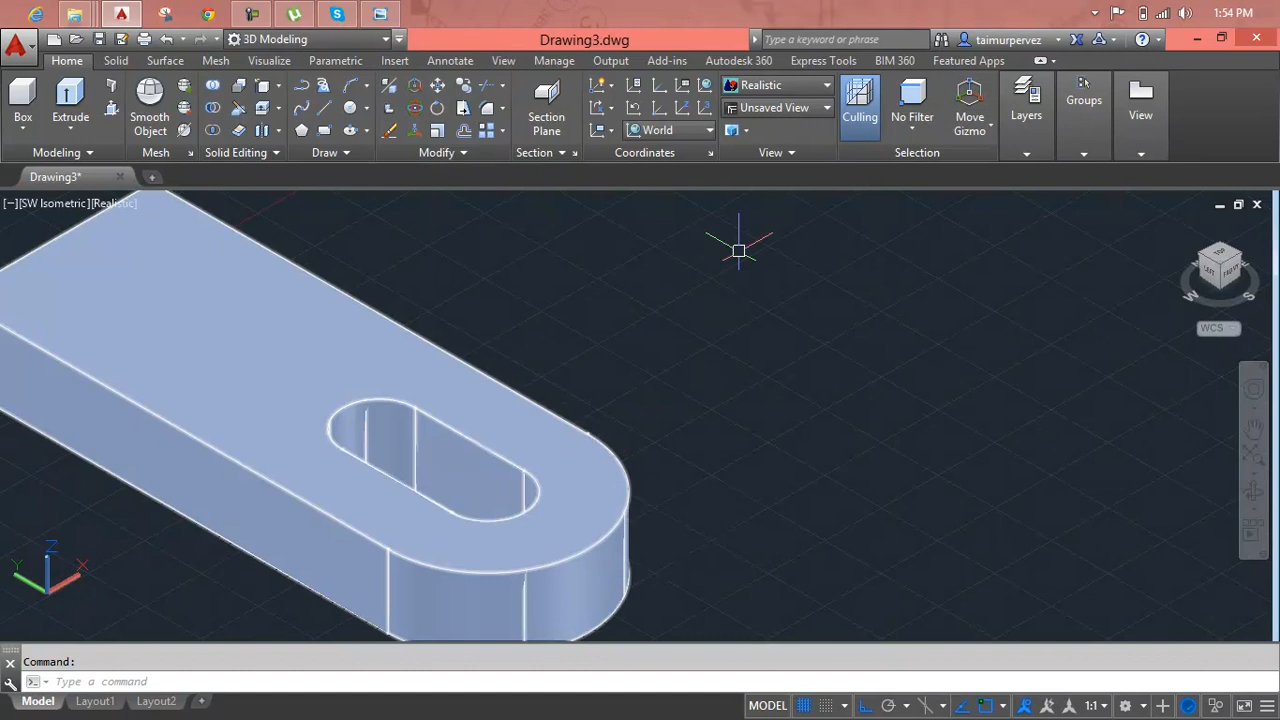 1:54 PM
3D Modeling
Drawing3.dwg
Type a keyword or phrase
taimurpervez
Home Solid Surface Mesh Visualize Parametric Insert Annotate View Manage Output Add-ins Autodesk 360 Express Tools BIM 360 Featured Apps
Realistic
Unsaved View
World
Box
Extrude
Smooth
Object
Section
Plane
Culling
No Filter
Move
Gizmo
Layers
Groups
View
Modeling
Mesh
Solid Editing
Draw
Modify
Section
Coordinates
View
Selection
Drawing3*
[−][SW Isometric][Realistic]
TOP
LEFT
FRONT
W
S
WCS
Z
Y
X
Command:
Type a command
Model
Layout1
Layout2
MODEL
1:1